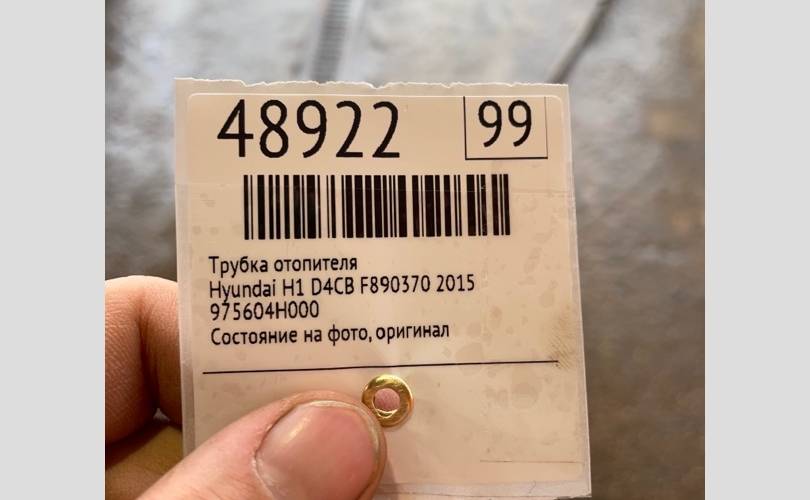 48922 99
Трубка отопителя
Hyundai H1 D4CB F890370 2015
975604H000
Состояние на фото, оригинал